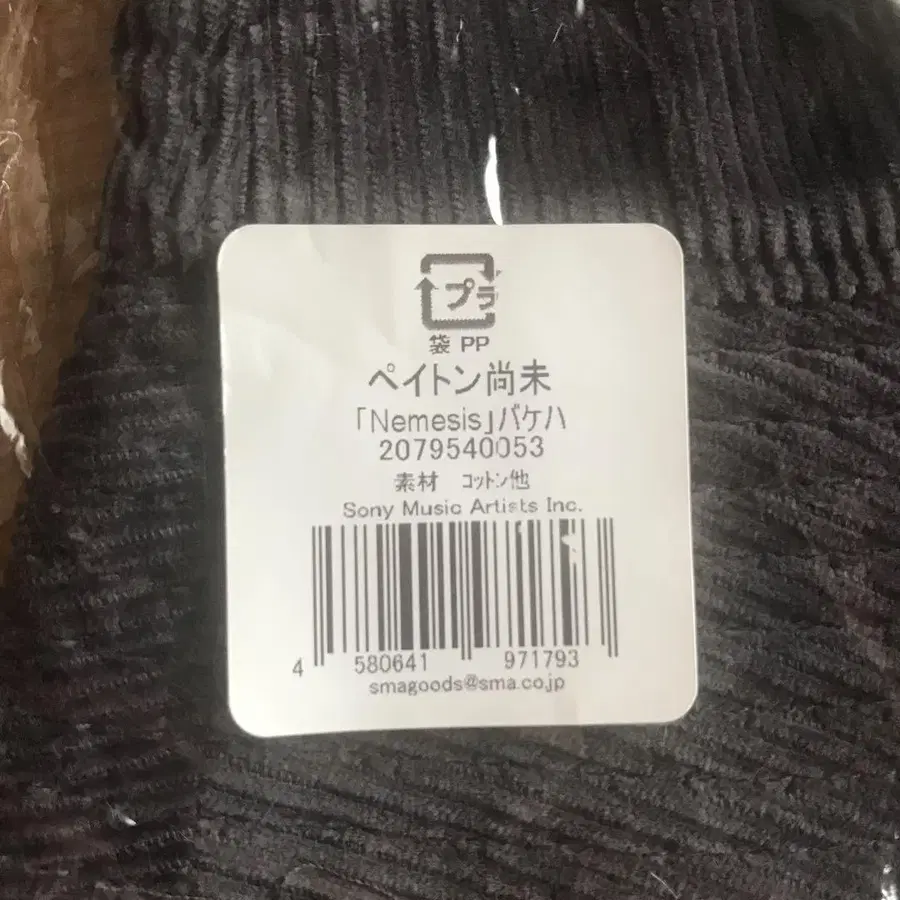 プラ
袋 PP
ペイトン尚未
「Nemesis」バケハ
2079540053
素材　コットン他
Sony Music Artists Inc.
4 580641 971793
smagoods@sma.co.jp